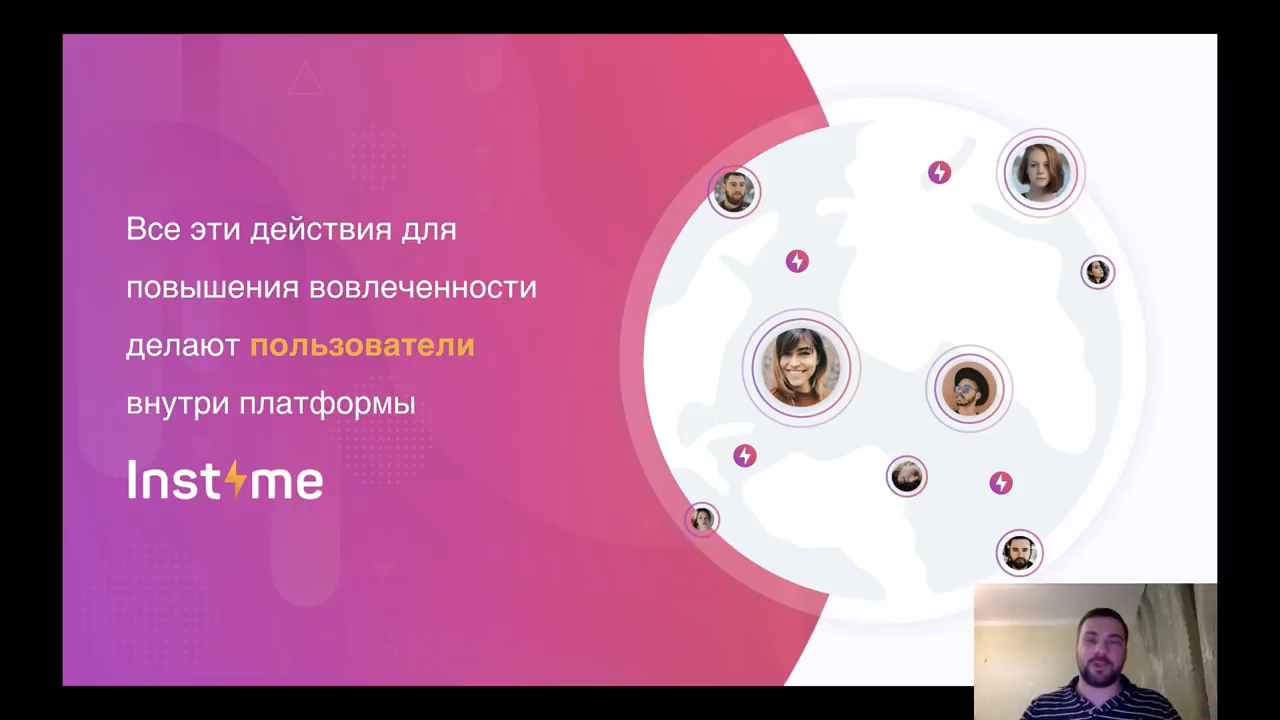 Все эти действия для
повышения вовлеченности
делают пользователи
внутри платформы
Inst⚡me